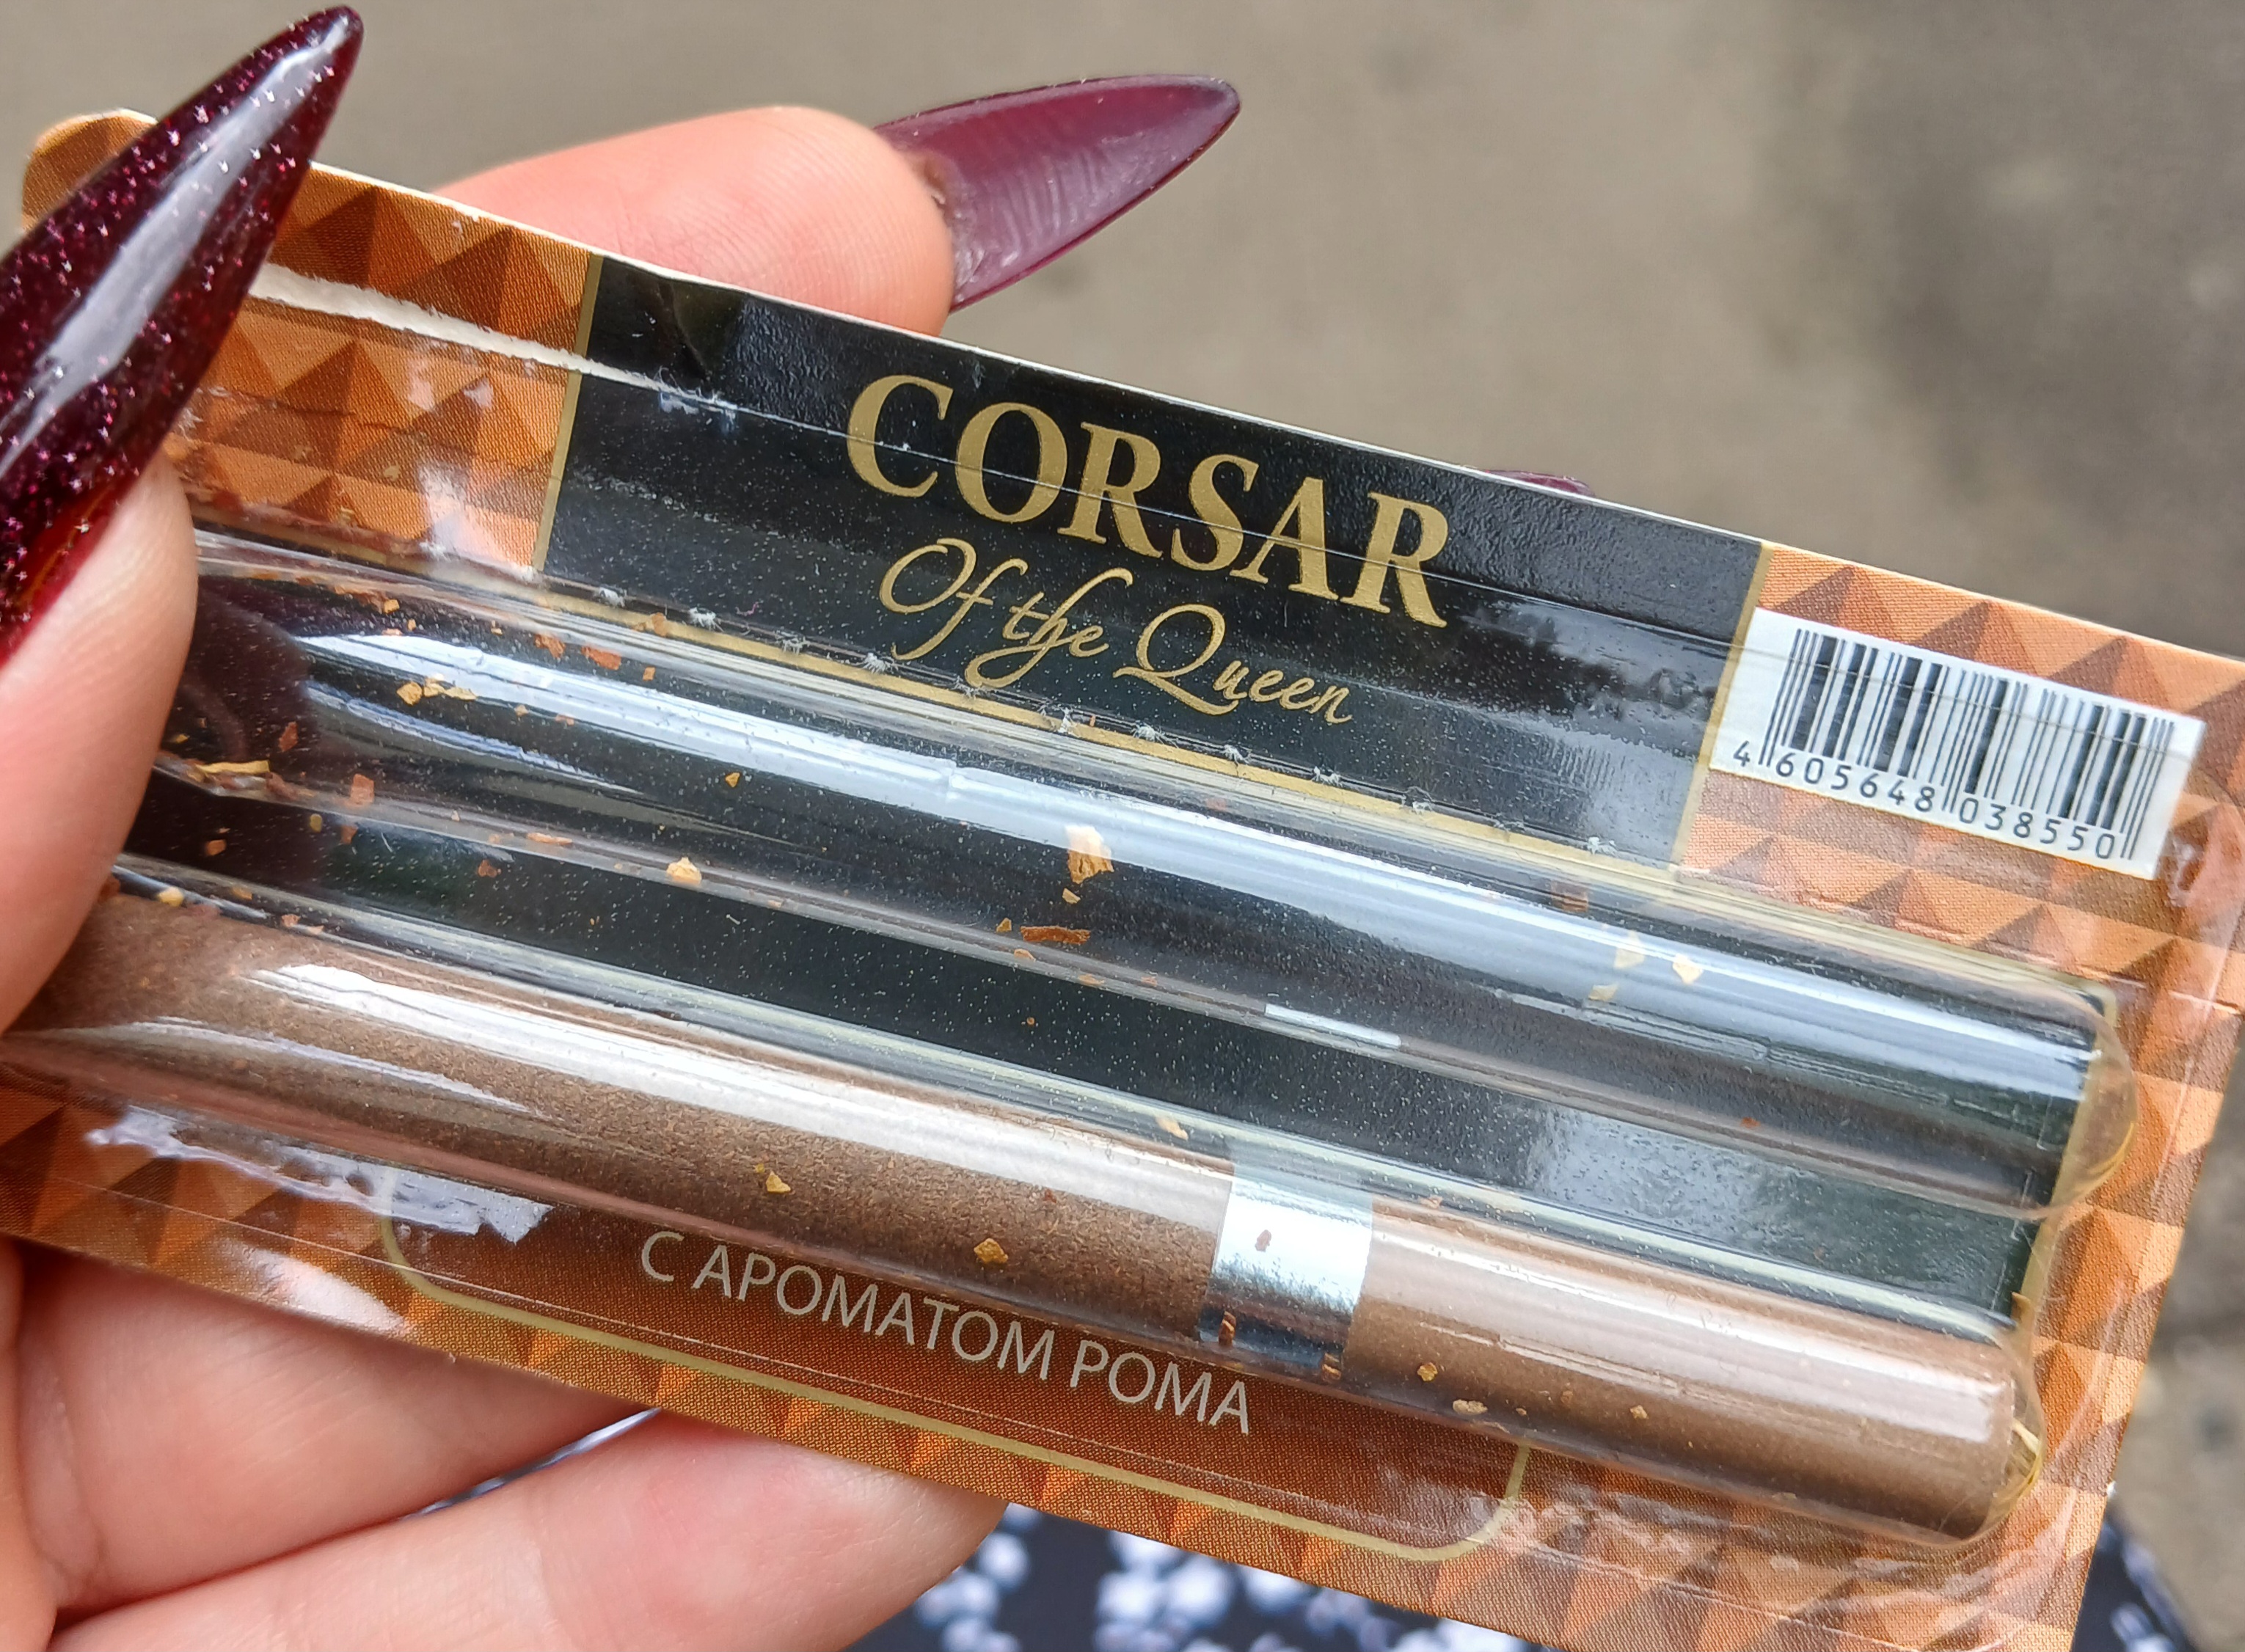 CORSAR
Of the Queen
4 605648 038550
С АРОМАТОМ РОМА